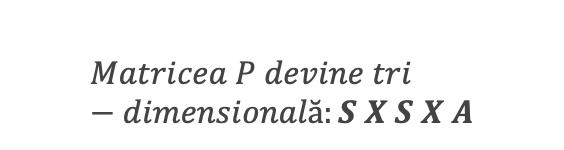 Matricea P devine tri
− dimensională: S X S X A